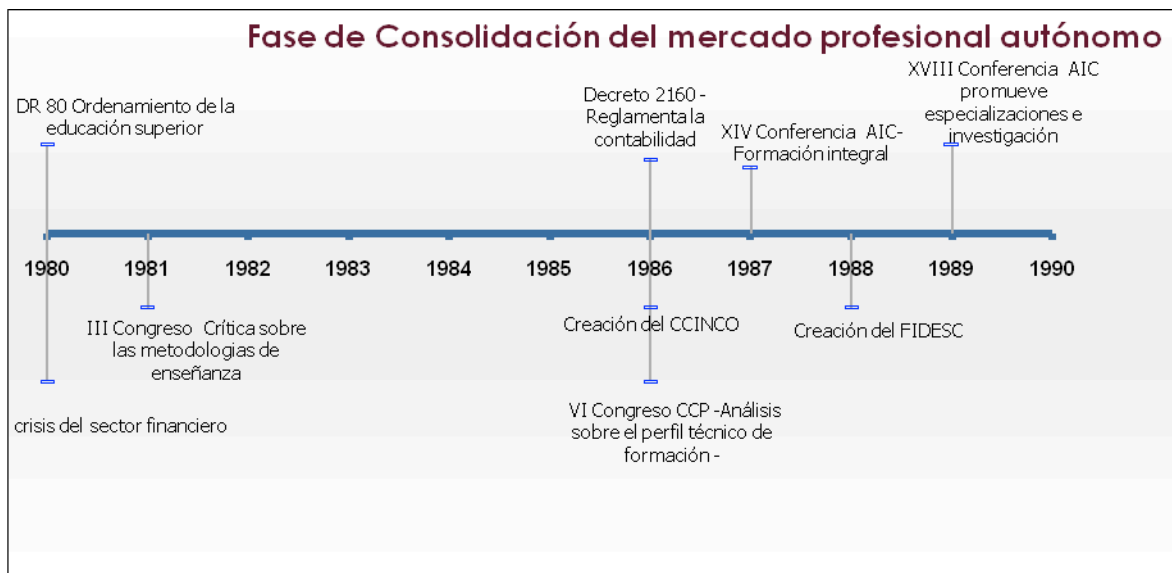 Fase de Consolidación del mercado profesional autónomo
DR 80 Ordenamiento de la
educación superior
Decreto 2160 -
Reglamenta la
contabilidad
XIV Conferencia AIC-
Formación integral
XVIII Conferencia AIC
promueve
especializaciones e
investigación
1980 1981 1982 1983 1984 1985 1986 1987 1988 1989 1990
III Congreso Crítica sobre
las metodologias de
enseñanza
crisis del sector financiero
Creación del CCINCO
VI Congreso CCP -Análisis
sobre el perfil técnico de
formación -
Creación del FIDESC